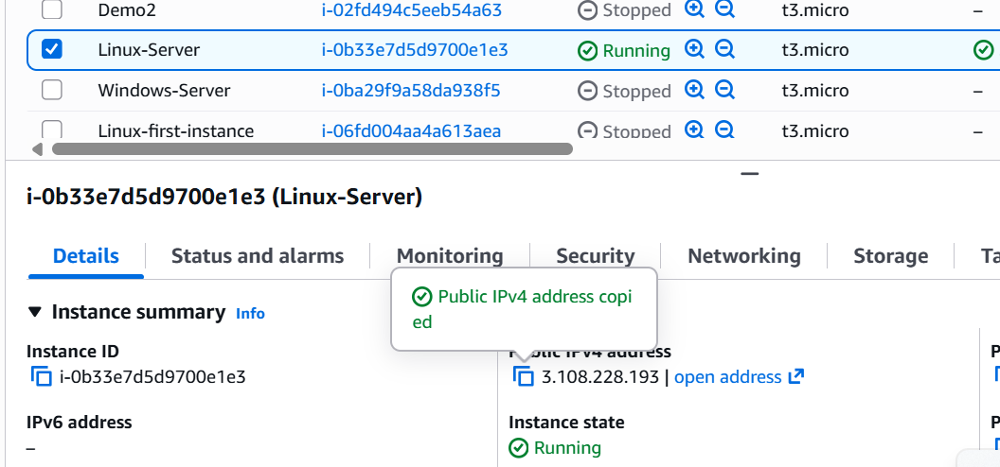 Demo2 i-02fd494c5eeb54a63 Stopped t3.micro –
Linux-Server i-0b33e7d5d9700e1e3 Running t3.micro
Windows-Server i-0ba29f9a58da938f5 Stopped t3.micro –
Linux-first-instance i-06fd004aa4a613aea Stopped t3.micro –
i-0b33e7d5d9700e1e3 (Linux-Server)
Details Status and alarms Monitoring Security Networking Storage Ta
Public IPv4 address copi
ed
Instance summary Info
Instance ID Public IPv4 address P
i-0b33e7d5d9700e1e3 3.108.228.193 | open address
IPv6 address Instance state P
– Running